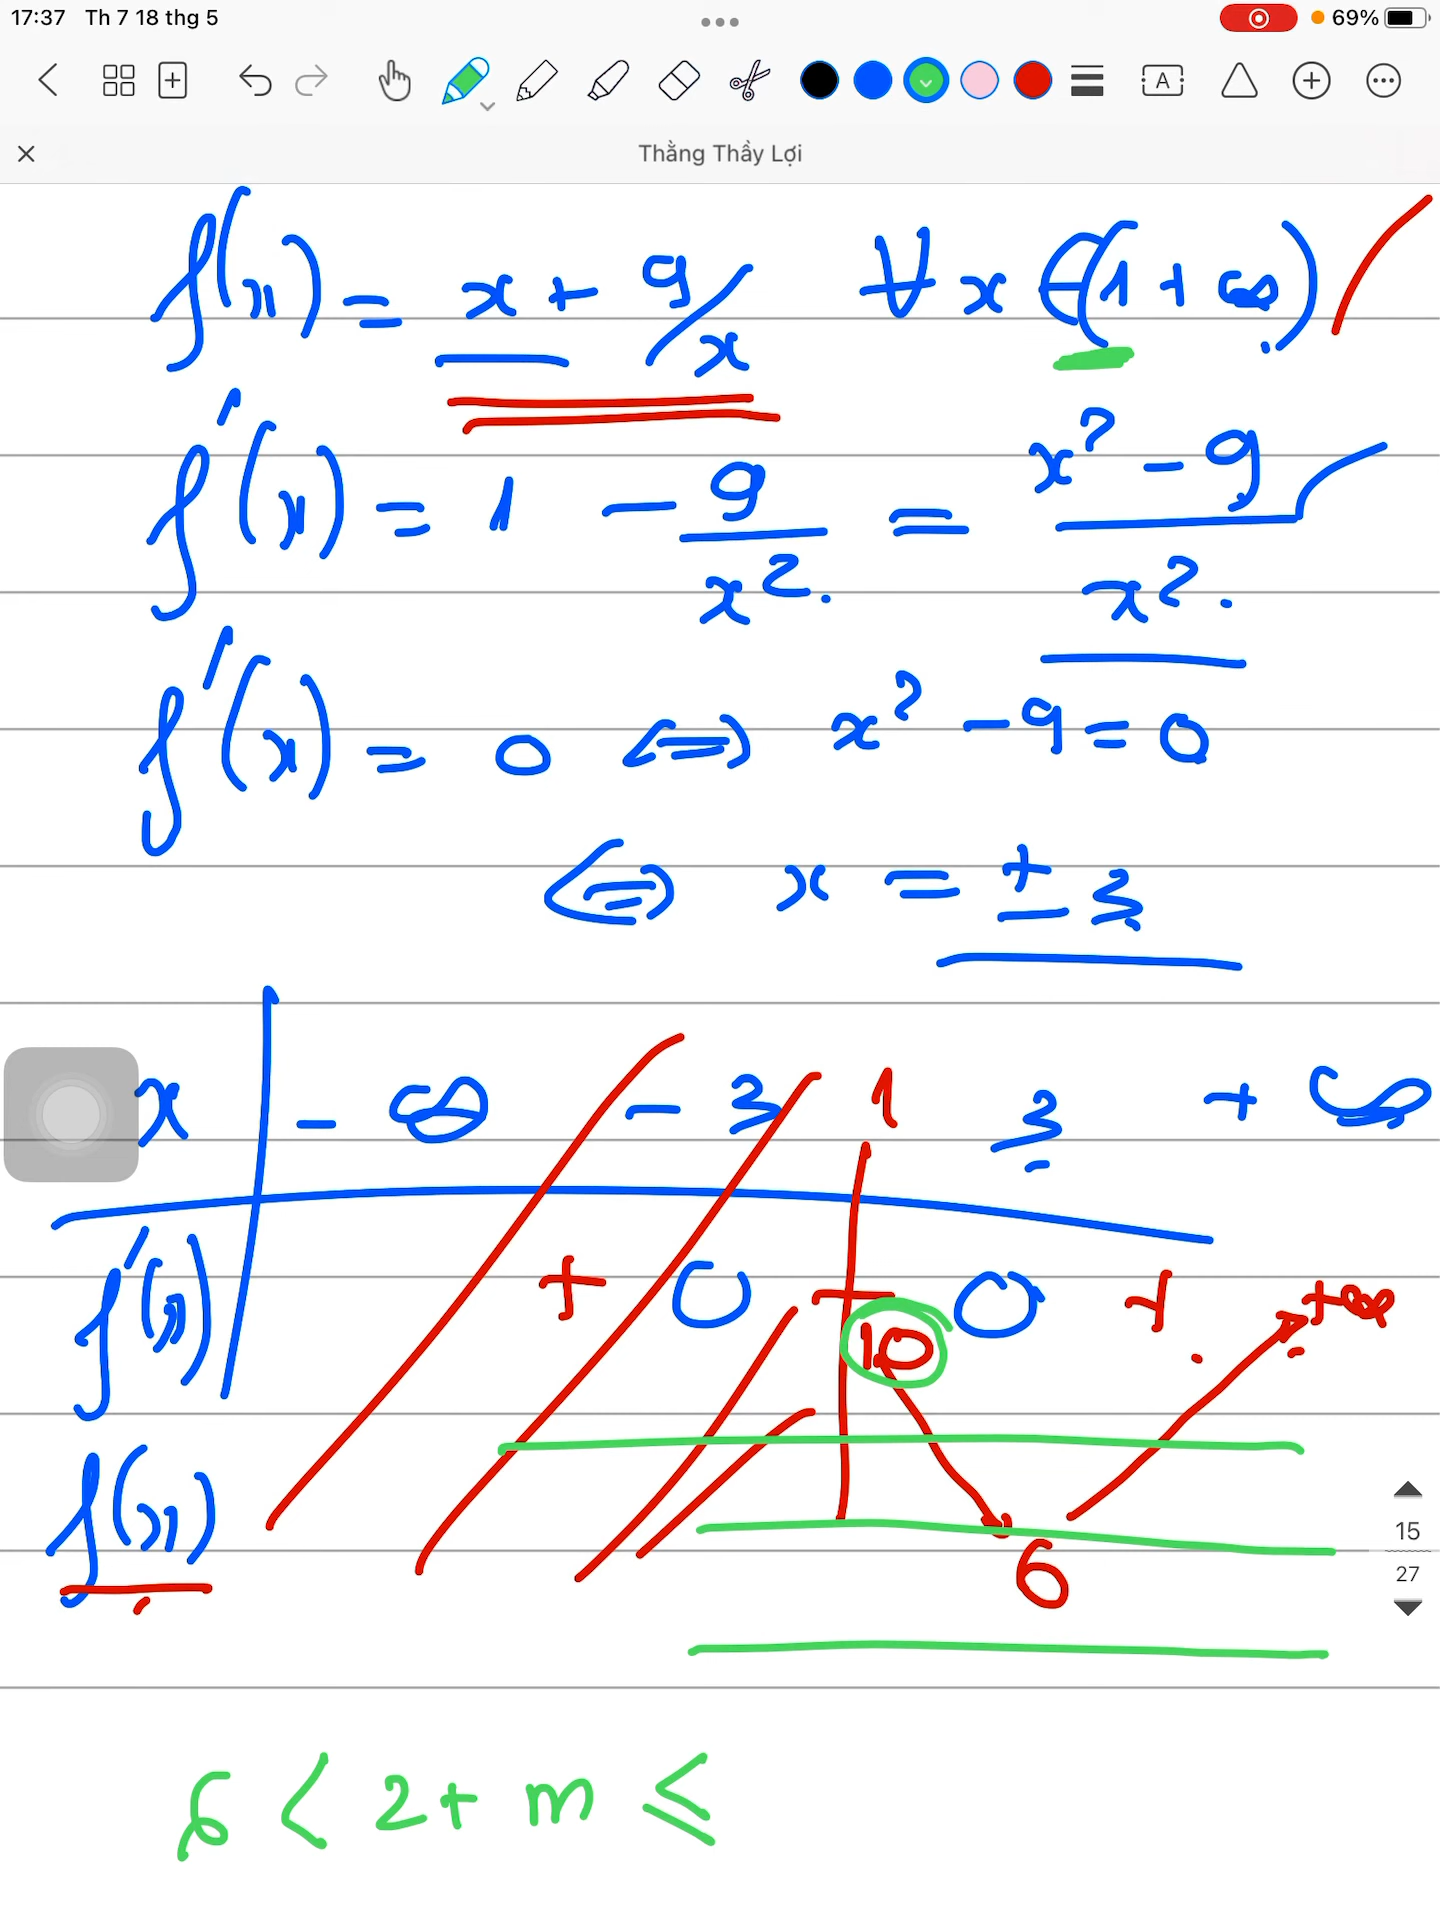 17:37 Th 7 18 thg 5 69%
A
Thằng Thầy Lợi
f(x) = x + 9/x ∀ x ∈ (1 + ∞)
f'(x) = 1 - 9/x². = x² - 9/x².
f'(x) = 0 ⇔ x² - 9 = 0
⇔ x = ± 3
x - ∞ - 3 1 3 + ∞
f'(x) + 0 - 0 +
10 +∞
f(x) 6
15
27
6 < 2 + m ≤